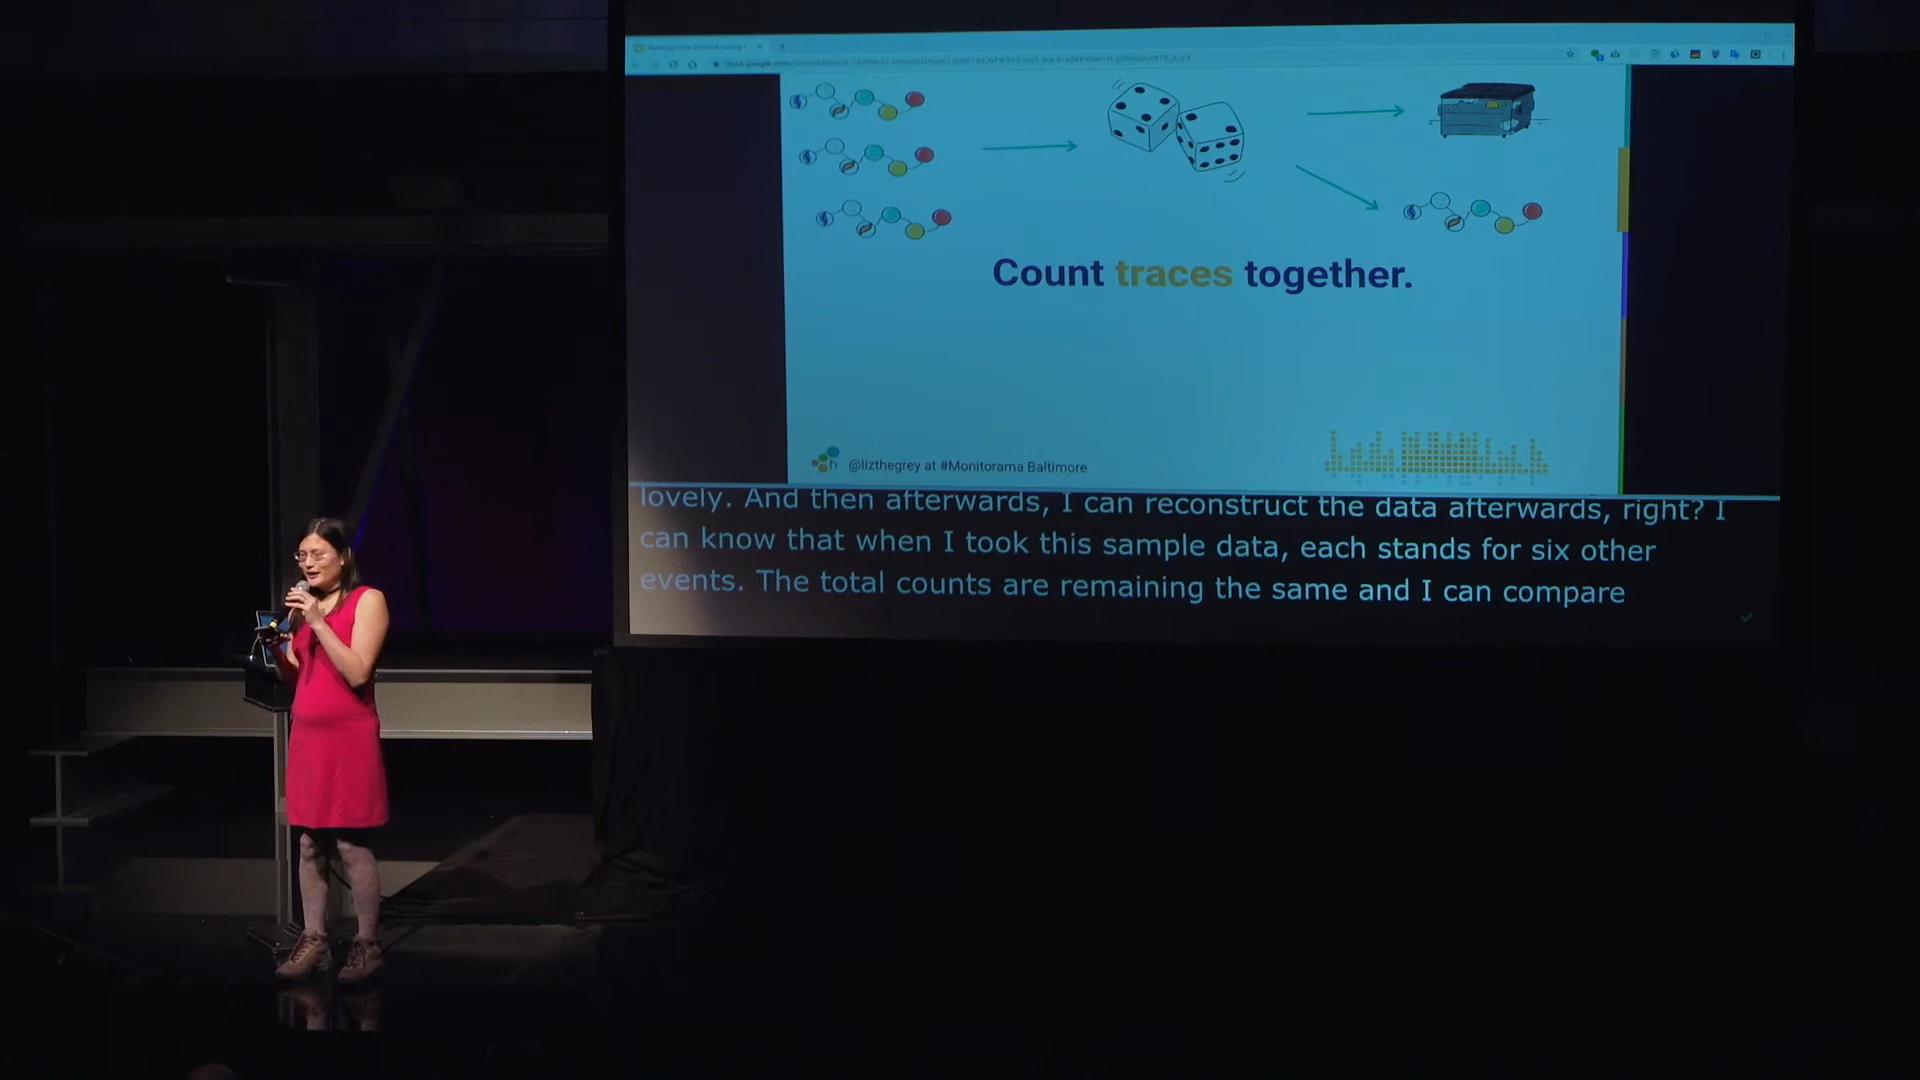 Count traces together.
@lizthegrey at #Monitorama Baltimore
lovely. And then afterwards, I can reconstruct the data afterwards, right? I
can know that when I took this sample data, each stands for six other
events. The total counts are remaining the same and I can compare